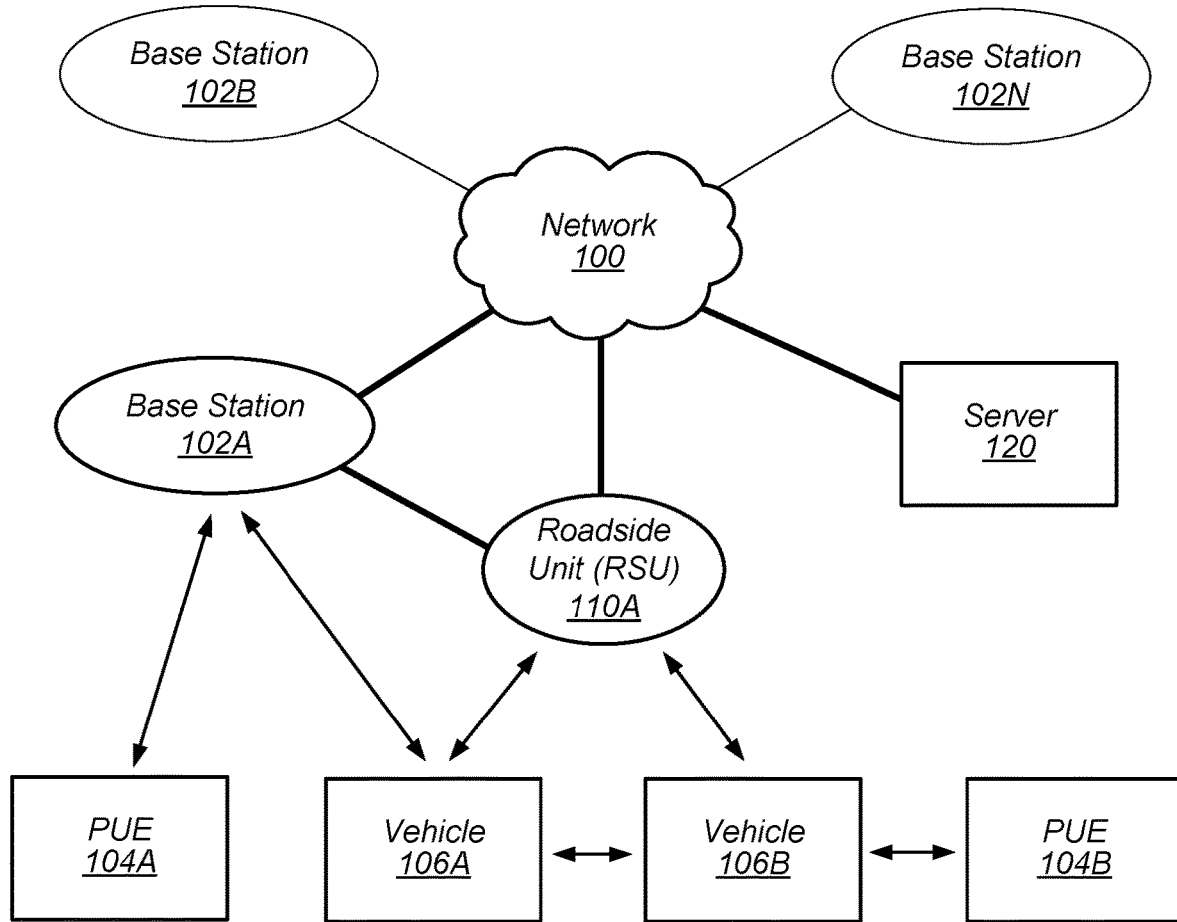 Base Station
102B
Base Station
102N
Network
100
Base Station
102A
Server
120
Roadside
Unit (RSU)
110A
PUE
104A
Vehicle
106A
Vehicle
106B
PUE
104B